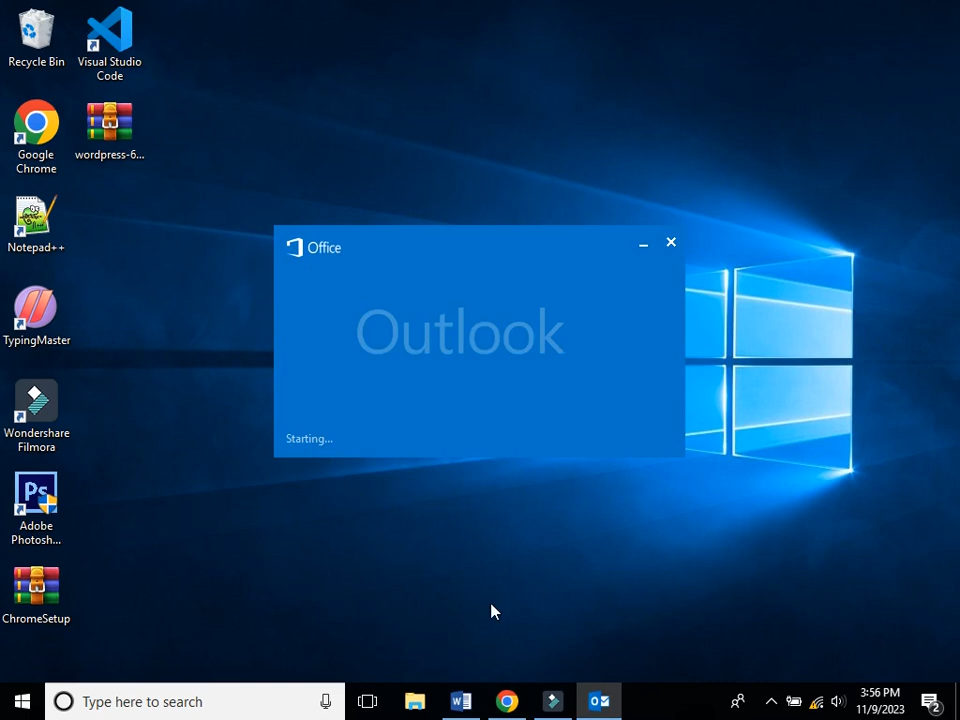 Recycle Bin
Visual Studio
Code
Google
Chrome
wordpress-6...
Notepad++
TypingMaster
Wondershare
Filmora
Ps
Adobe
Photosh...
ChromeSetup
Office
Outlook
Starting...
Type here to search
3:56 PM
11/9/2023
2